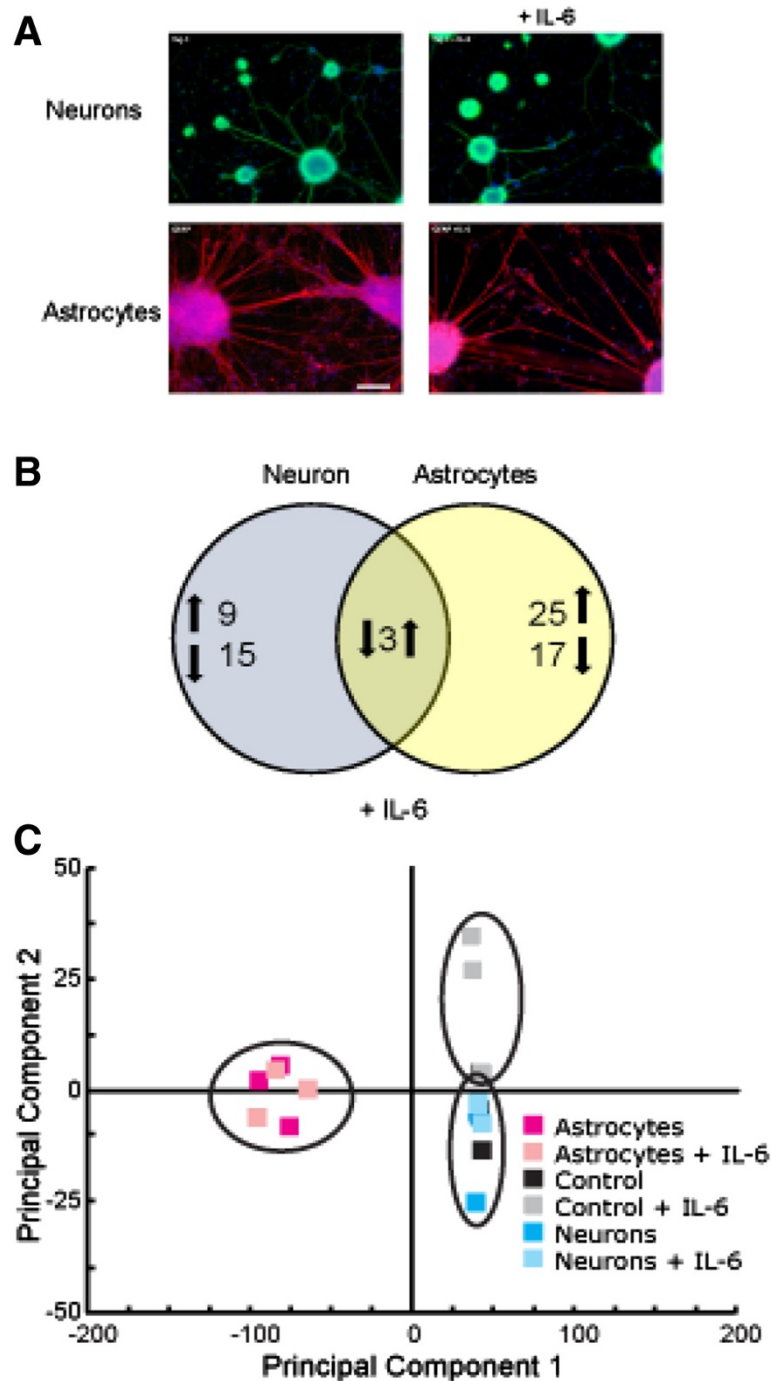 A
+ IL-6
Neurons
Astrocytes
B
Neuron
Astrocytes
9
15
3
25
17
+ IL-6
C
Principal Component 2
50
25
0
-25
-50
-200
-100
0
100
200
Principal Component 1
Astrocytes
Astrocytes + IL-6
Control
Control + IL-6
Neurons
Neurons + IL-6